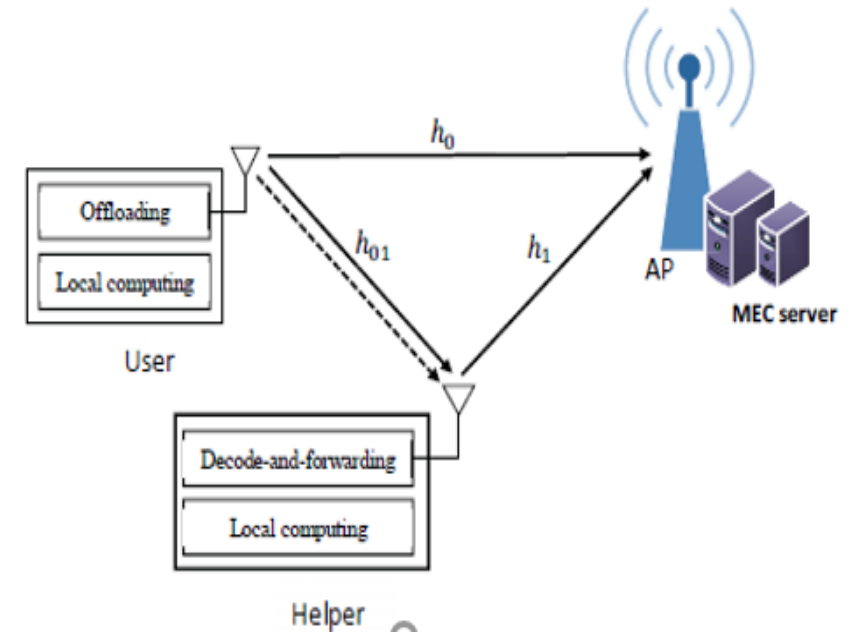 h₀
Offloading
Local computing
User
h₀₁
h₁
AP
MEC server
Decode-and-forwarding
Local computing
Helper